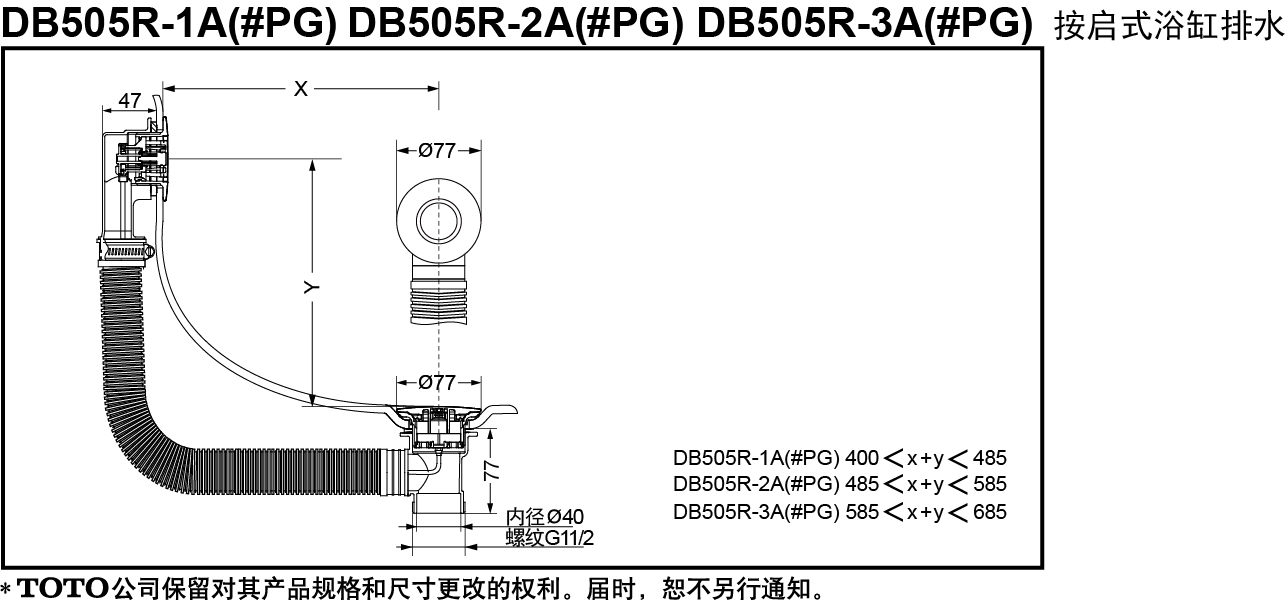 DB505R-1A(#PG) DB505R-2A(#PG) DB505R-3A(#PG) 按启式浴缸排水
X
47
Ø77
Y
Ø77
77
内径Ø40
螺纹G11/2
DB505R-1A(#PG) 400<x+y<485
DB505R-2A(#PG) 485<x+y<585
DB505R-3A(#PG) 585<x+y<685
*TOTO公司保留对其产品规格和尺寸更改的权利。届时，恕不另行通知。